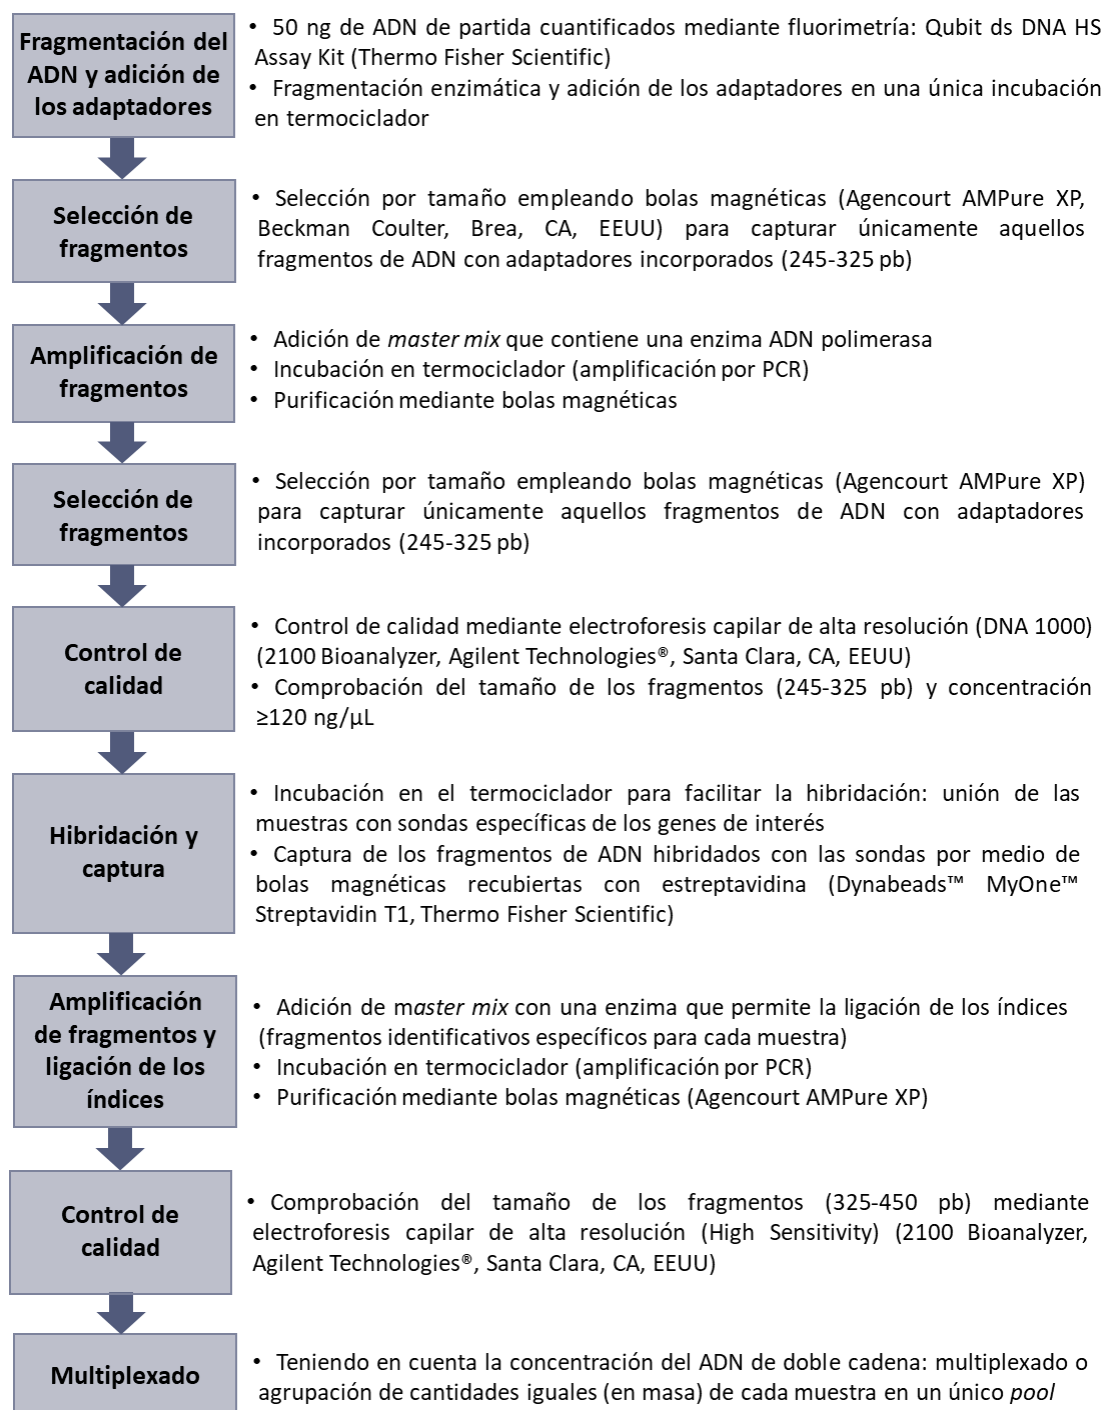 Fragmentación del
ADN y adición de
los adaptadores
• 50 ng de ADN de partida cuantificados mediante fluorimetría: Qubit ds DNA HS
Assay Kit (Thermo Fisher Scientific)
• Fragmentación enzimática y adición de los adaptadores en una única incubación
en termociclador
Selección de
fragmentos
• Selección por tamaño empleando bolas magnéticas (Agencourt AMPure XP,
Beckman Coulter, Brea, CA, EEUU) para capturar únicamente aquellos
fragmentos de ADN con adaptadores incorporados (245-325 pb)
Amplificación de
fragmentos
• Adición de master mix que contiene una enzima ADN polimerasa
• Incubación en termociclador (amplificación por PCR)
• Purificación mediante bolas magnéticas
Selección de
fragmentos
• Selección por tamaño empleando bolas magnéticas (Agencourt AMPure XP)
para capturar únicamente aquellos fragmentos de ADN con adaptadores
incorporados (245-325 pb)
Control de
calidad
• Control de calidad mediante electroforesis capilar de alta resolución (DNA 1000)
(2100 Bioanalyzer, Agilent Technologies®, Santa Clara, CA, EEUU)
• Comprobación del tamaño de los fragmentos (245-325 pb) y concentración
≥120 ng/µL
Hibridación y
captura
• Incubación en el termociclador para facilitar la hibridación: unión de las
muestras con sondas específicas de los genes de interés
• Captura de los fragmentos de ADN hibridados con las sondas por medio de
bolas magnéticas recubiertas con estreptavidina (Dynabeads™ MyOne™
Streptavidin T1, Thermo Fisher Scientific)
Amplificación
de fragmentos y
ligación de los
índices
• Adición de master mix con una enzima que permite la ligación de los índices
(fragmentos identificativos específicos para cada muestra)
• Incubación en termociclador (amplificación por PCR)
• Purificación mediante bolas magnéticas (Agencourt AMPure XP)
Control de
calidad
• Comprobación del tamaño de los fragmentos (325-450 pb) mediante
electroforesis capilar de alta resolución (High Sensitivity) (2100 Bioanalyzer,
Agilent Technologies®, Santa Clara, CA, EEUU)
Multiplexado
• Teniendo en cuenta la concentración del ADN de doble cadena: multiplexado o
agrupación de cantidades iguales (en masa) de cada muestra en un único pool